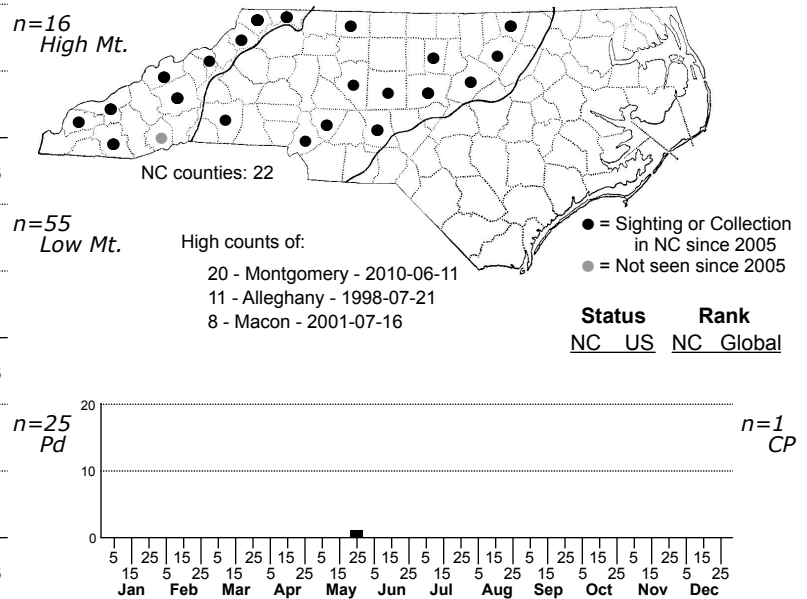 n=16
High Mt.
NC counties: 22
n=55
Low Mt.
High counts of:
20 - Montgomery - 2010-06-11
11 - Alleghany - 1998-07-21
8 - Macon - 2001-07-16
= Sighting or Collection
in NC since 2005
= Not seen since 2005
Status Rank
NC US NC Global
n=25
Pd
n=1
CP
20
10
0
5 15 25 5 15 25 5 15 25 5 15 25 5 15 25 5 15 25 5 15 25 5 15 25 5 15 25 5 15 25 5 15 25 5 15 25
Jan Feb Mar Apr May Jun Jul Aug Sep Oct Nov Dec